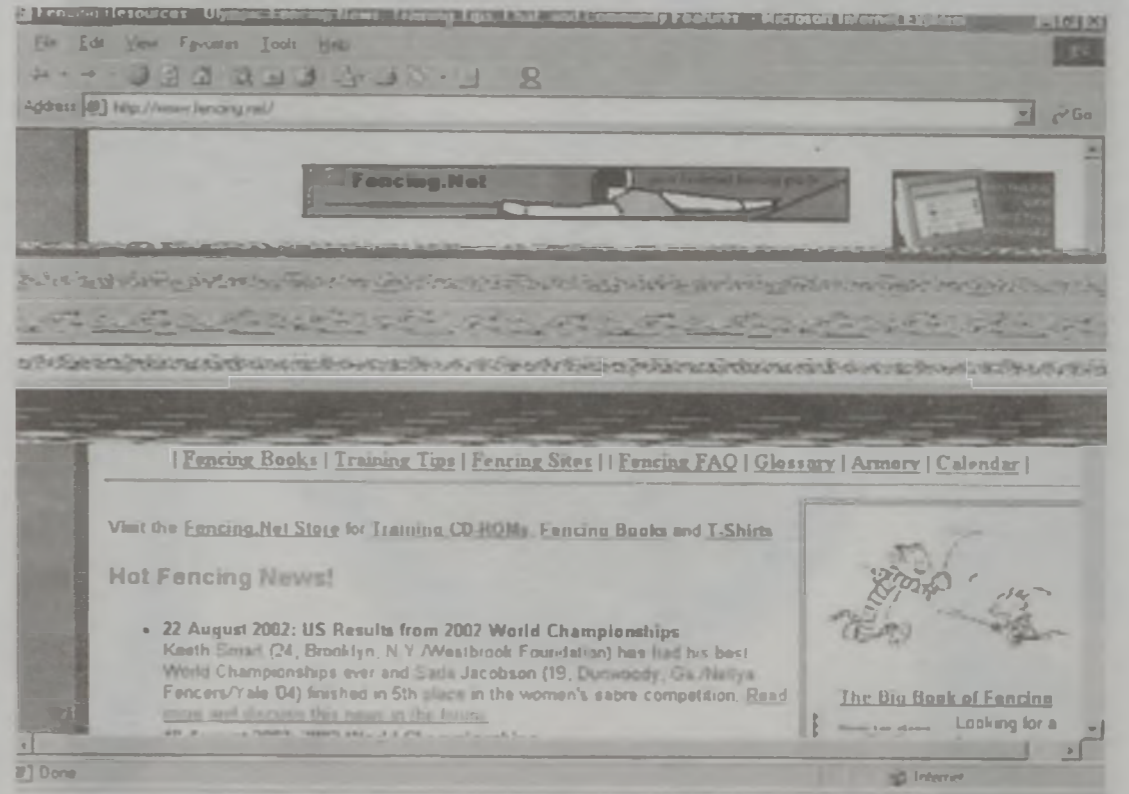 Fencing Resources - Olympic Fencing News, Training Tips, and Community Features - Microsoft Internet Explorer
File Edit View Favorites Tools Help
Address http://www.fencing.net/ Go
Fencing.Net
| Fencing Books | Training Tips | Fencing Sites | | Fencing FAQ | Glossary | Armory | Calendar |
Visit the Fencing.Net Store for Training CD-ROMs, Fencing Books and T-Shirts
Hot Fencing News!
• 22 August 2002: US Results from 2002 World Championships
Keeth Smart (24, Brooklyn, N.Y./Westbrook Foundation) has had his best
World Championships ever and Sada Jacobson (19, Dunwoody, Ga./Nellya
Fencers/Yale '04) finished in 5th place in the women's sabre competition. Read
more and discuss this news in the forum.
The Big Book of Fencing
Looking for a
Done
Internet